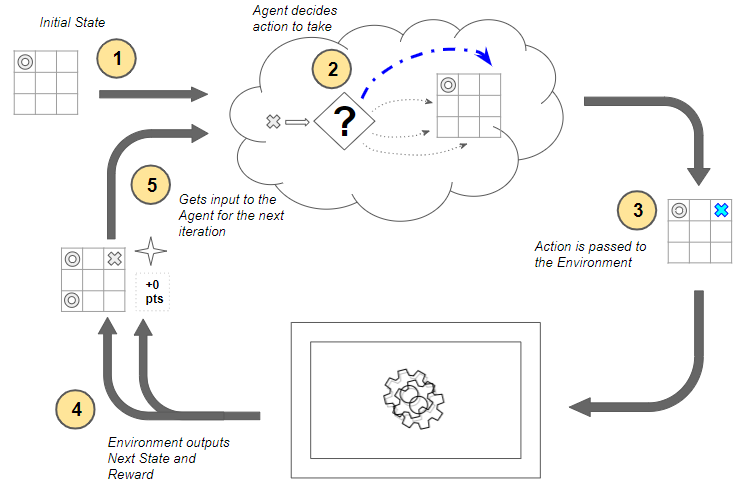 Initial State
1
Agent decides
action to take
2
?
3
Action is passed to
the Environment
4
Environment outputs
Next State and
Reward
+0
pts
5
Gets input to the
Agent for the next
iteration